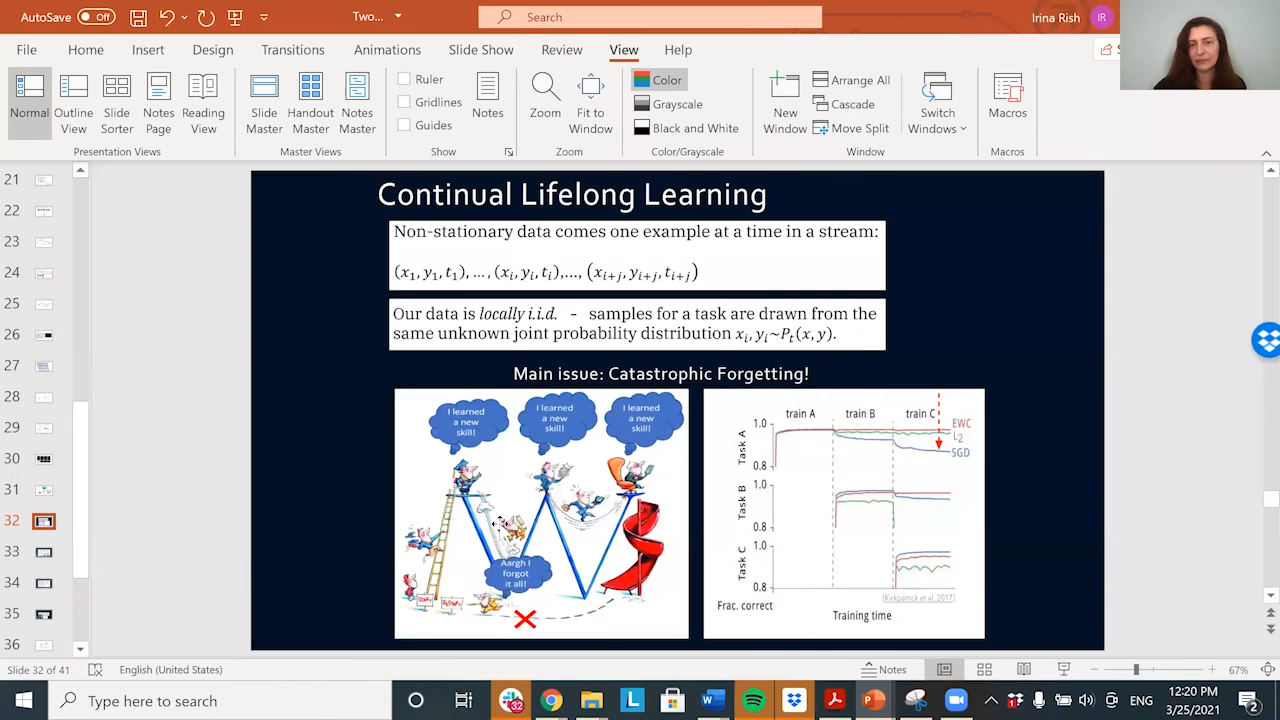 AutoSave Off
Two...
Search
Irina Rish IR
File Home Insert Design Transitions Animations Slide Show Review View Help
Normal
Outline View
Slide Sorter
Notes Page
Reading View
Presentation Views
Slide Master
Handout Master
Notes Master
Master Views
Ruler
Gridlines
Guides
Show
Notes
Zoom
Fit to Window
Zoom
Color
Grayscale
Black and White
Color/Grayscale
New Window
Arrange All
Cascade
Move Split
Switch Windows
Window
Macros
Macros
21
22
23
24
25
26
27
28
29
30
31
32
33
34
35
36
Continual Lifelong Learning
Non-stationary data comes one example at a time in a stream:
(x₁, y₁, t₁), … , (xᵢ, yᵢ, tᵢ),…, (xᵢ₊ⱼ, yᵢ₊ⱼ, tᵢ₊ⱼ)
Our data is locally i.i.d. - samples for a task are drawn from the
same unknown joint probability distribution xᵢ, yᵢ~Pₜ(x, y).
Main issue: Catastrophic Forgetting!
I learned
a new
skill!
I learned
a new
skill!
I learned
a new
skill!
Aargh I
forgot
it all!
train A train B train C
EWC
L2
SGD
Task A
1.0
0.8
Task B
1.0
0.8
Task C
1.0
0.8
[Kirkpatrick et al, 2017]
Frac. correct
Training time
Slide 32 of 41
English (United States)
Notes
67%
Type here to search
32
L
ENG
12:20 PM
3/25/2021
2